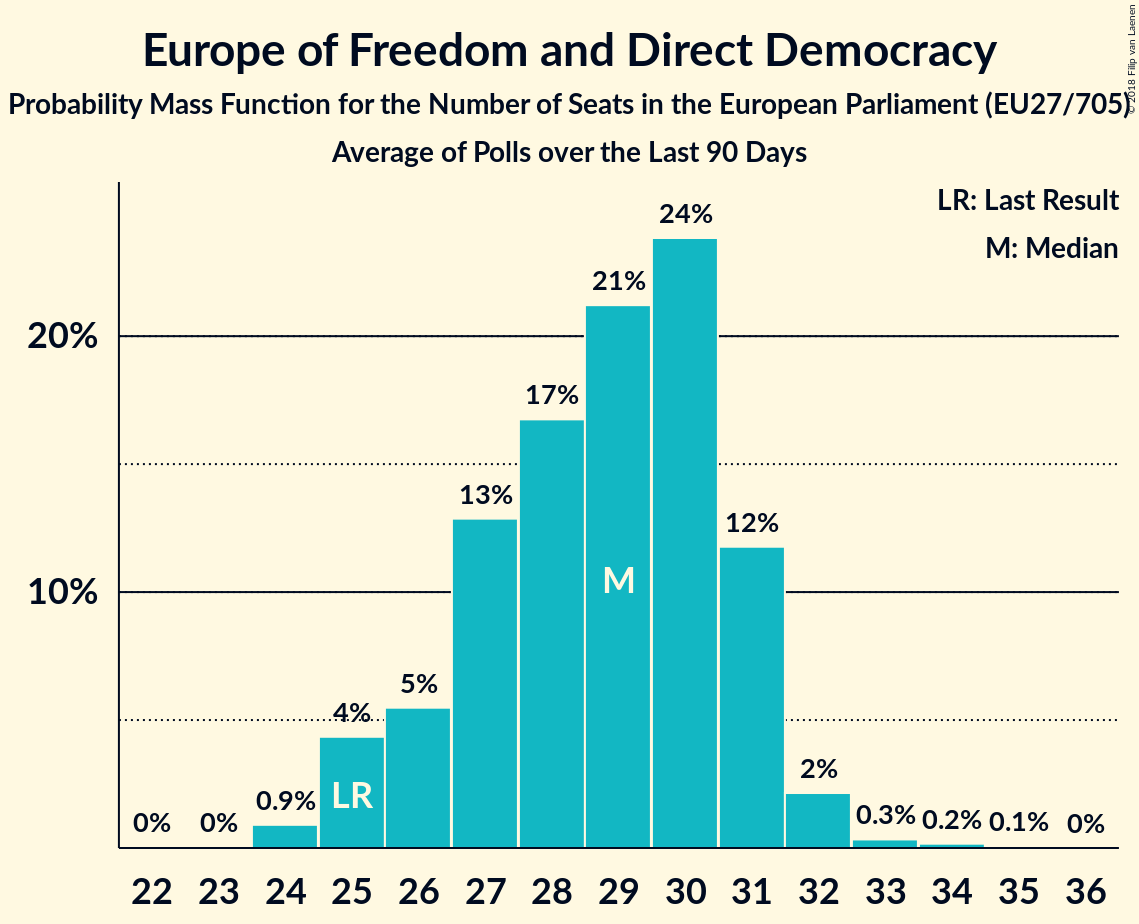 Europe of Freedom and Direct Democracy
Probability Mass Function for the Number of Seats in the European Parliament (EU27/705)
Average of Polls over the Last 90 Days
© 2018 Filip van Laenen
LR: Last Result
M: Median
20%
10%
0%
0%
0.9%
4%
5%
13%
17%
21%
24%
12%
2%
0.3%
0.2%
0.1%
0%
LR
M
22 23 24 25 26 27 28 29 30 31 32 33 34 35 36